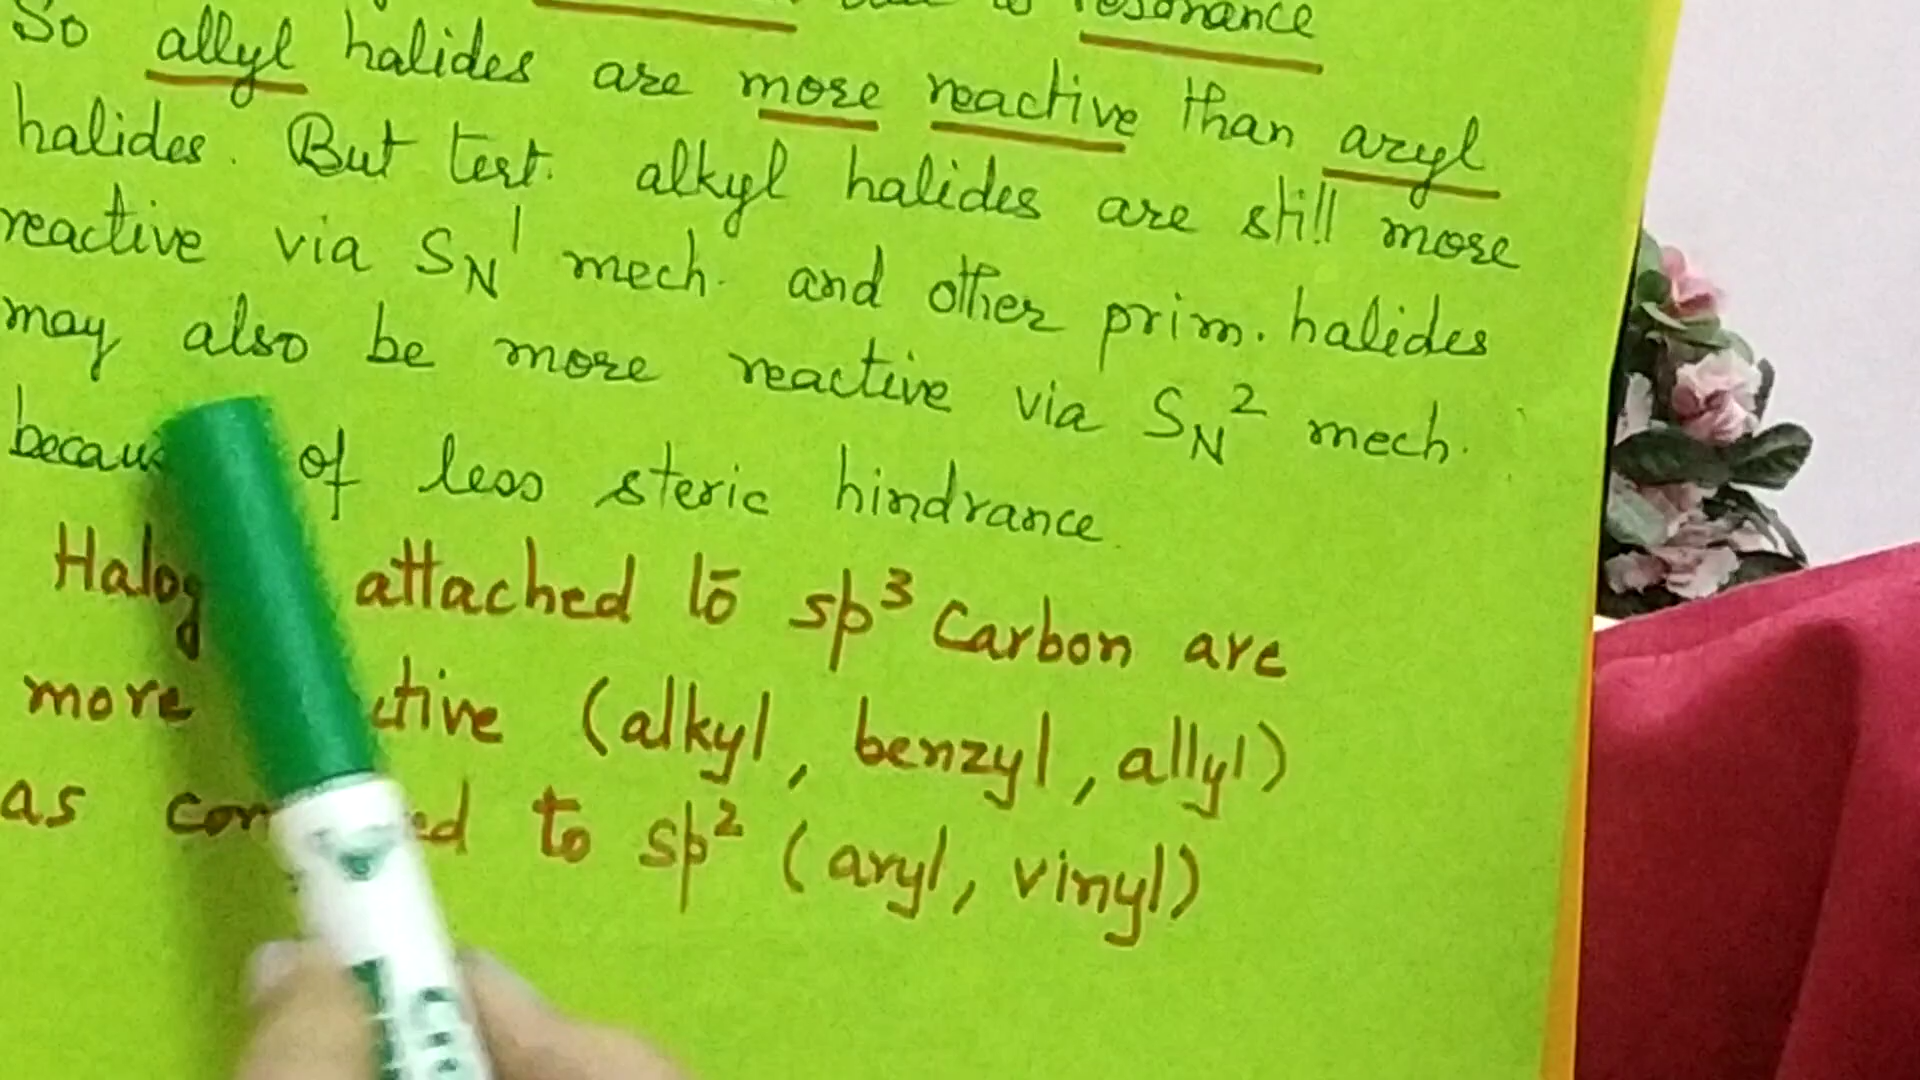 resonance
So allyl halides are more reactive than aryl
halides. But tert. alkyl halides are still more
reactive via SN1 mech. and other prim. halides
may also be more reactive via SN2 mech.
of less steric hindrance
attached to sp3 Carbon are
more (alkyl, benzyl, allyl)
as to sp2 (aryl, vinyl)